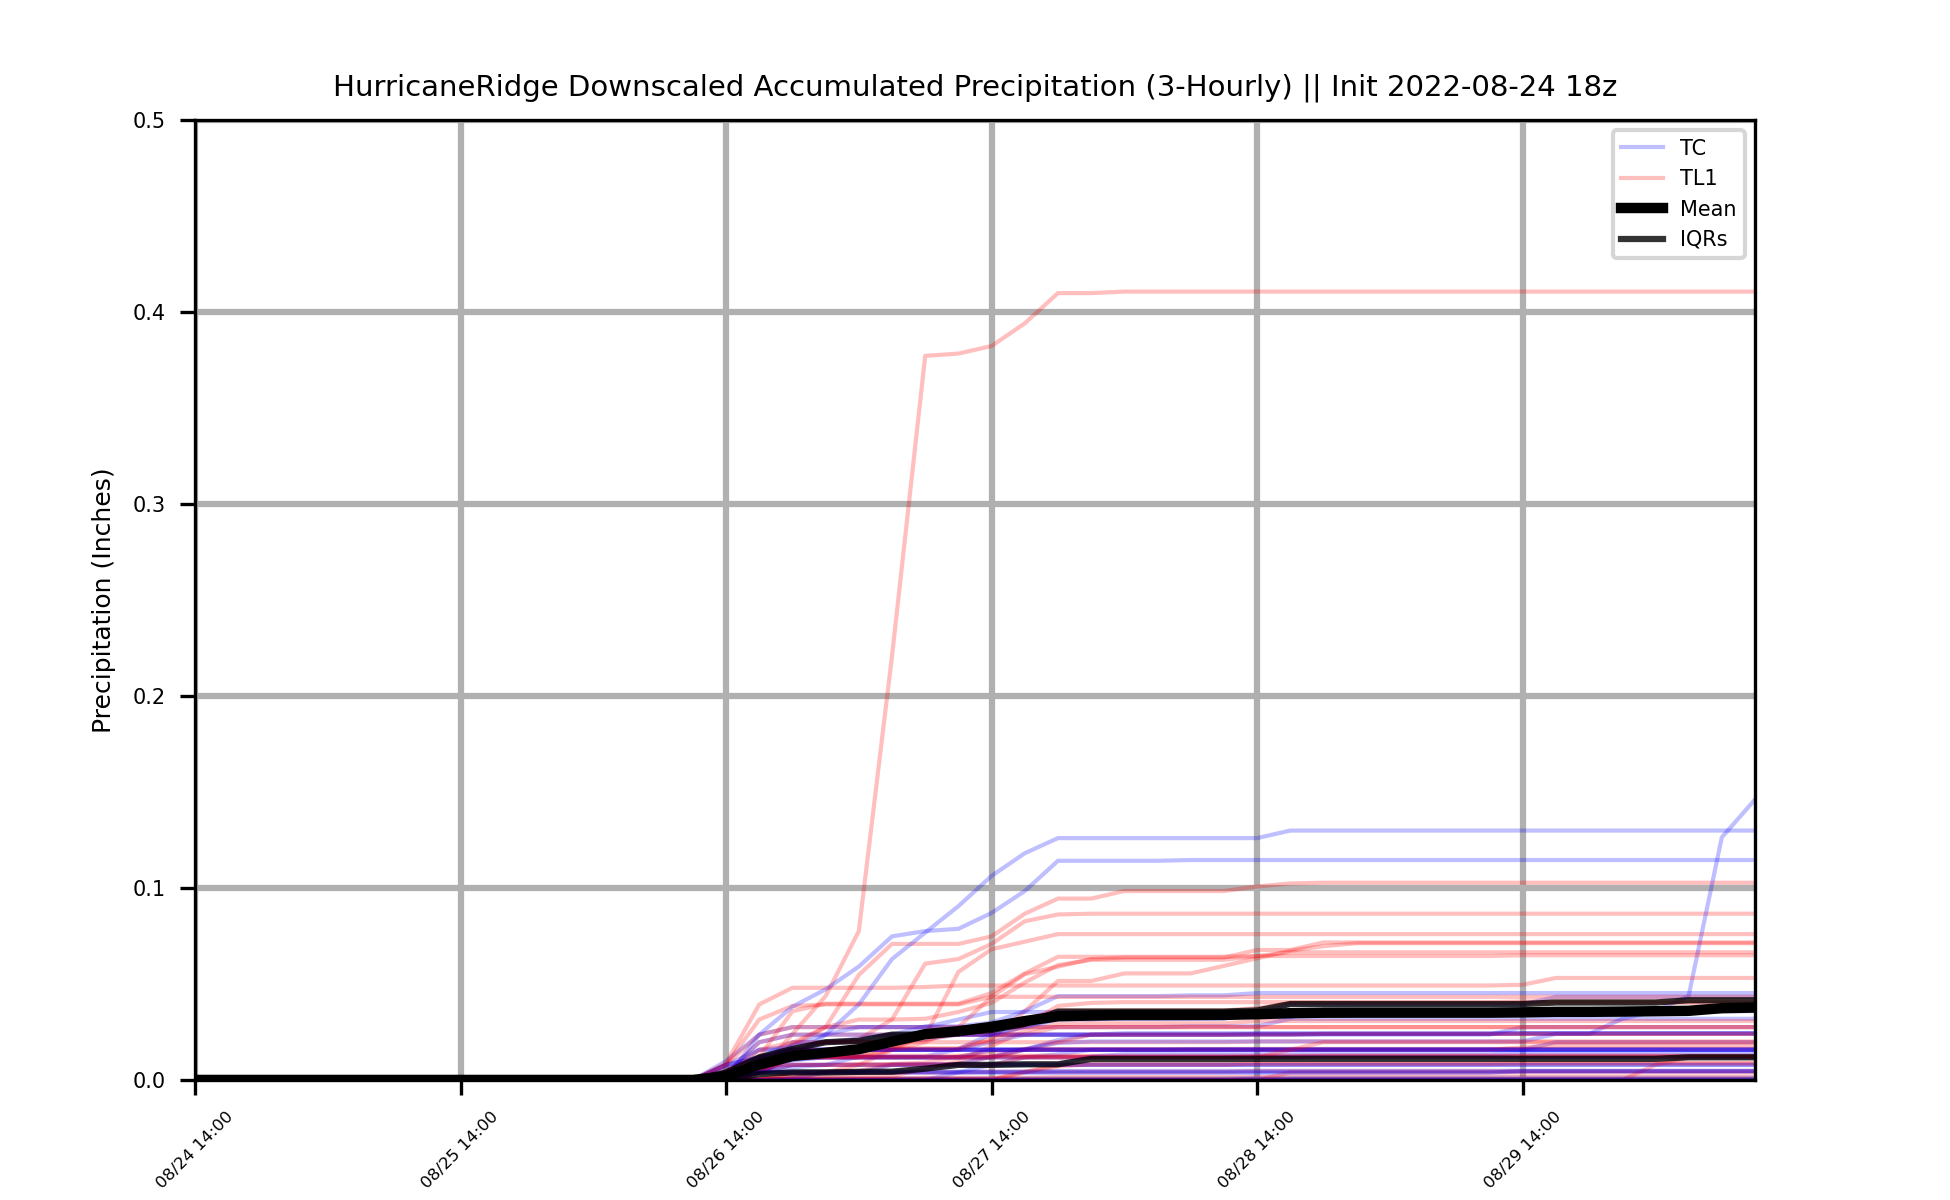 HurricaneRidge Downscaled Accumulated Precipitation (3-Hourly) || Init 2022-08-24 18z
Precipitation (Inches)
0.5
0.4
0.3
0.2
0.1
0.0
TC
TL1
Mean
IQRs
08/24 14:00
08/25 14:00
08/26 14:00
08/27 14:00
08/28 14:00
08/29 14:00